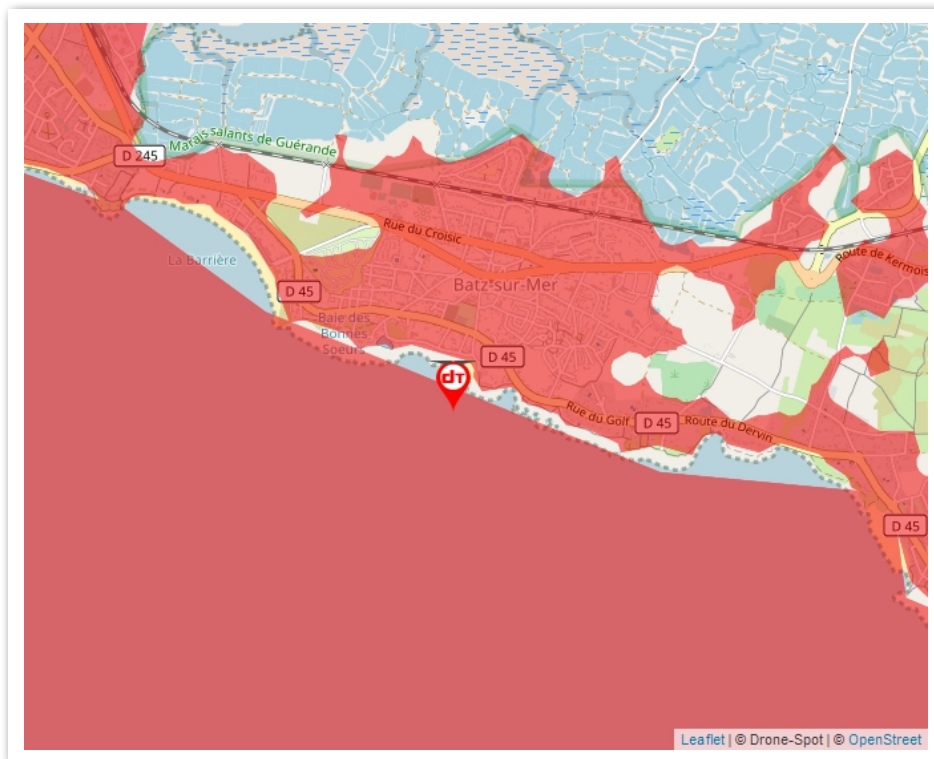 D 245
Marais salants de Guérande
La Barrière
Rue du Croisic
D 45
Batz-sur-Mer
Route de Kermois
Baie des
Bonnes
Soeurs
D 45
dT
Rue du Golf
D 45
Route du Dervin
D 45
Leaflet | © Drone-Spot | © OpenStreet